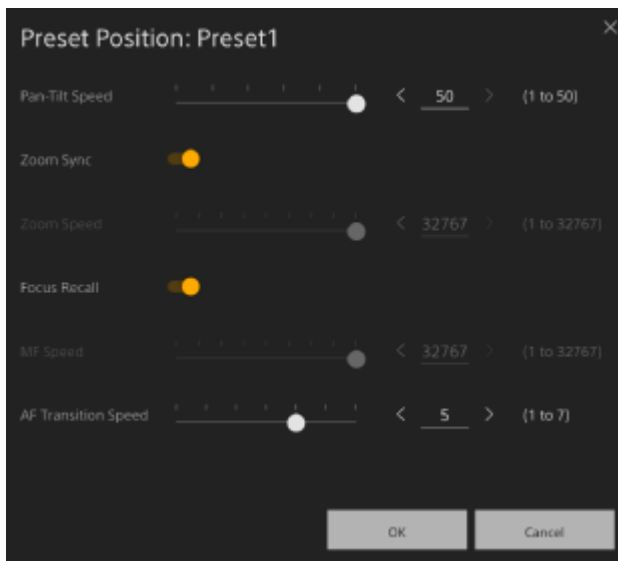 Preset Position: Preset1
Pan-Tilt Speed < 50 > (1 to 50)
Zoom Sync
Zoom Speed < 32767 > (1 to 32767)
Focus Recall
MF Speed < 32767 > (1 to 32767)
AF Transition Speed < 5 > (1 to 7)
OK Cancel